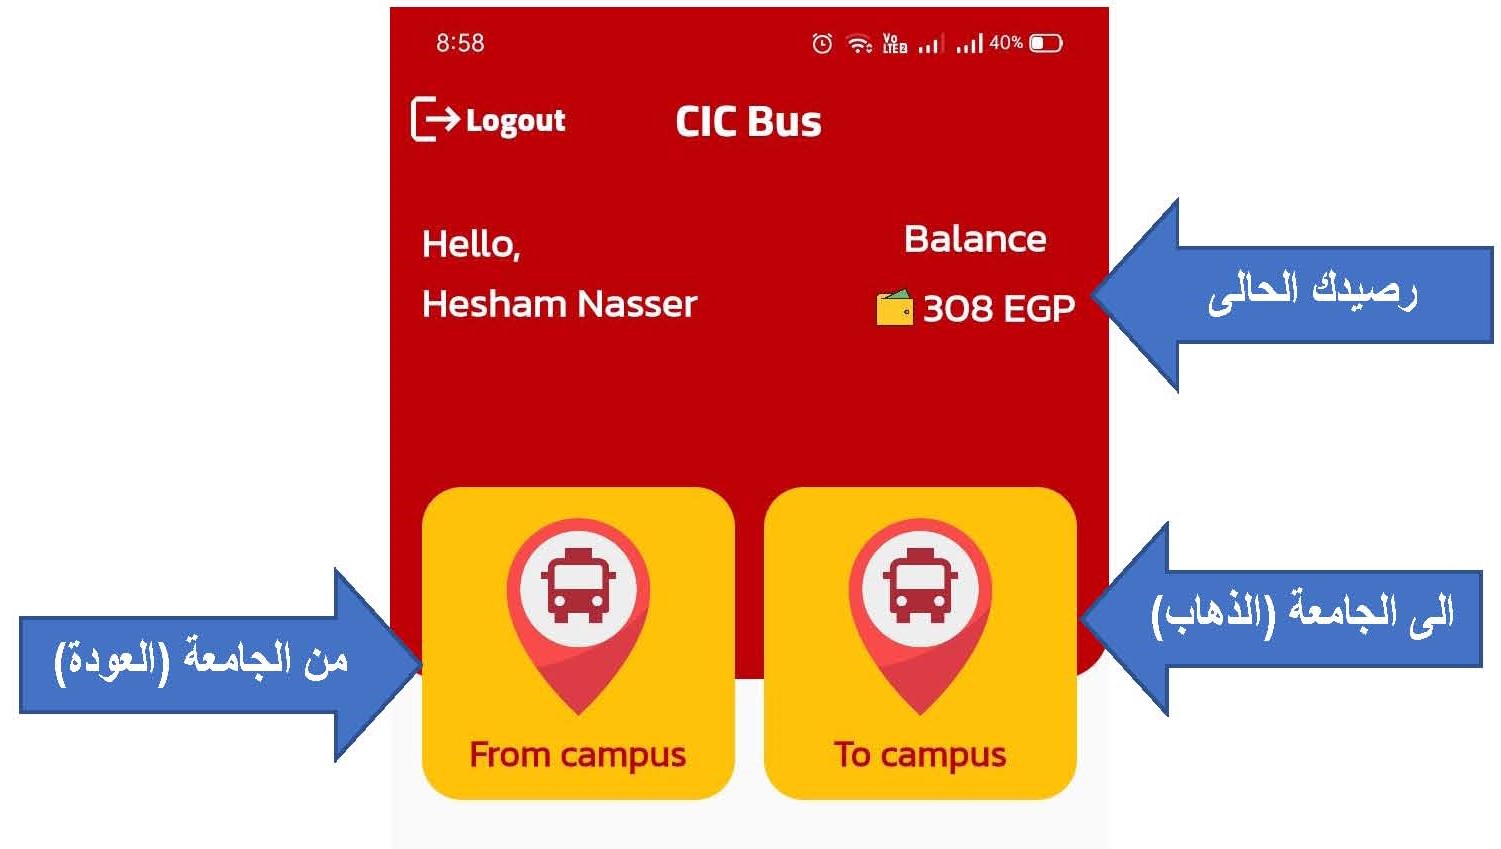 8:58
Vo LTE2 40%
Logout
CIC Bus
Hello,
Hesham Nasser
Balance
308 EGP
رصيدك الحالى
الى الجامعة (الذهاب)
من الجامعة (العودة)
From campus
To campus